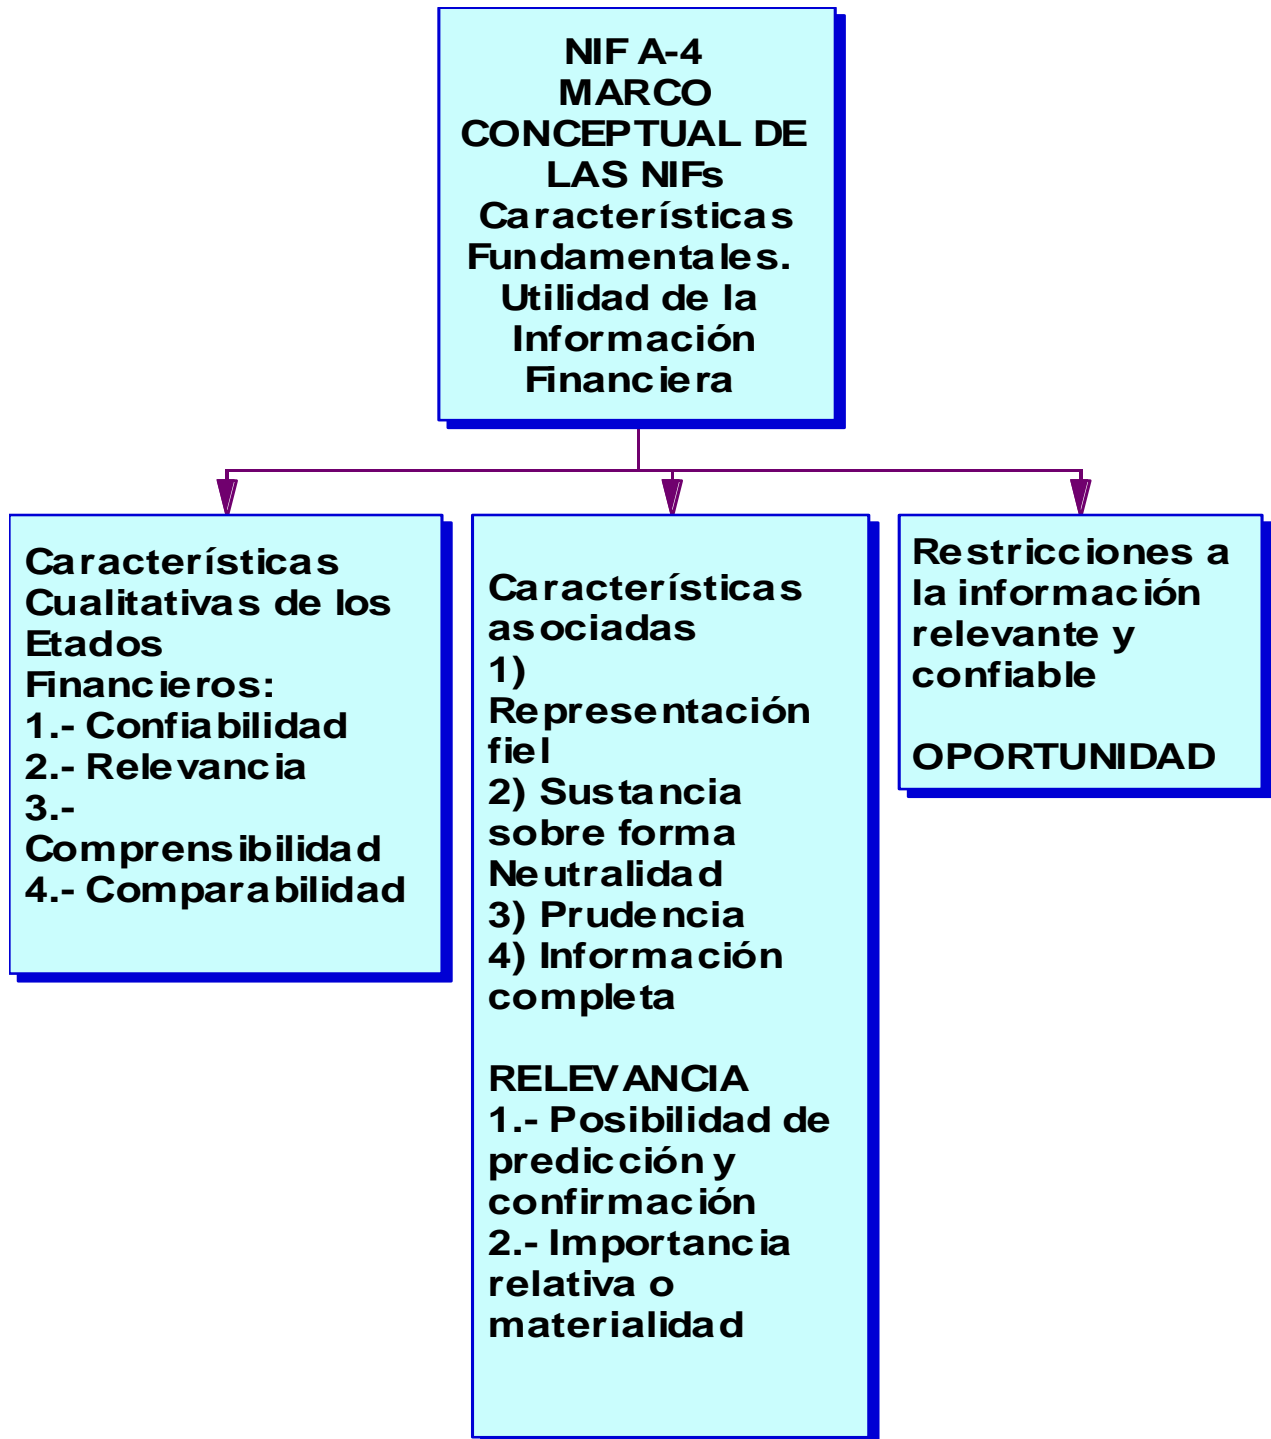 NIF A-4
MARCO
CONCEPTUAL DE
LAS NIFs
Características
Fundamentales.
Utilidad de la
Información
Financiera
Características
Cualitativas de los
Etados
Financieros:
1.- Confiabilidad
2.- Relevancia
3.-
Comprensibilidad
4.- Comparabilidad
Características
asociadas
1)
Representación
fiel
2) Sustancia
sobre forma
Neutralidad
3) Prudencia
4) Información
completa
RELEVANCIA
1.- Posibilidad de
predicción y
confirmación
2.- Importancia
relativa o
materialidad
Restricciones a
la información
relevante y
confiable
OPORTUNIDAD